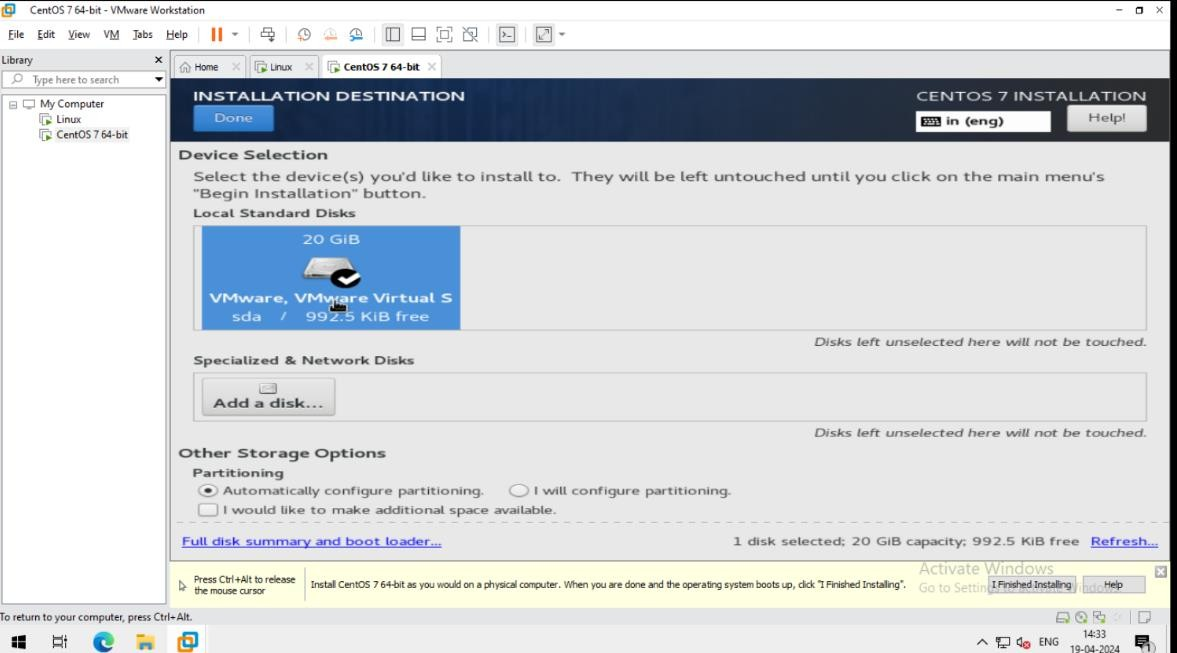 CentOS 7 64-bit - VMware Workstation
File Edit View VM Tabs Help
Library
Type here to search
My Computer
Linux
CentOS 7 64-bit
Home Linux CentOS 7 64-bit
INSTALLATION DESTINATION CENTOS 7 INSTALLATION
Done in (eng) Help!
Device Selection
Select the device(s) you'd like to install to. They will be left untouched until you click on the main menu's
"Begin Installation" button.
Local Standard Disks
20 GiB
VMware, VMware Virtual S
sda / 992.5 KiB free
Disks left unselected here will not be touched.
Specialized & Network Disks
Add a disk...
Disks left unselected here will not be touched.
Other Storage Options
Partitioning
Automatically configure partitioning. I will configure partitioning.
I would like to make additional space available.
Full disk summary and boot loader... 1 disk selected; 20 GiB capacity; 992.5 KiB free Refresh...
Press Ctrl+Alt to release
the mouse cursor
Install CentOS 7 64-bit as you would on a physical computer. When you are done and the operating system boots up, click "I Finished Installing".
I Finished Installing Help
Activate Windows
Go to Settings to activate Windows.
To return to your computer, press Ctrl+Alt.
ENG
14:33
19-04-2024